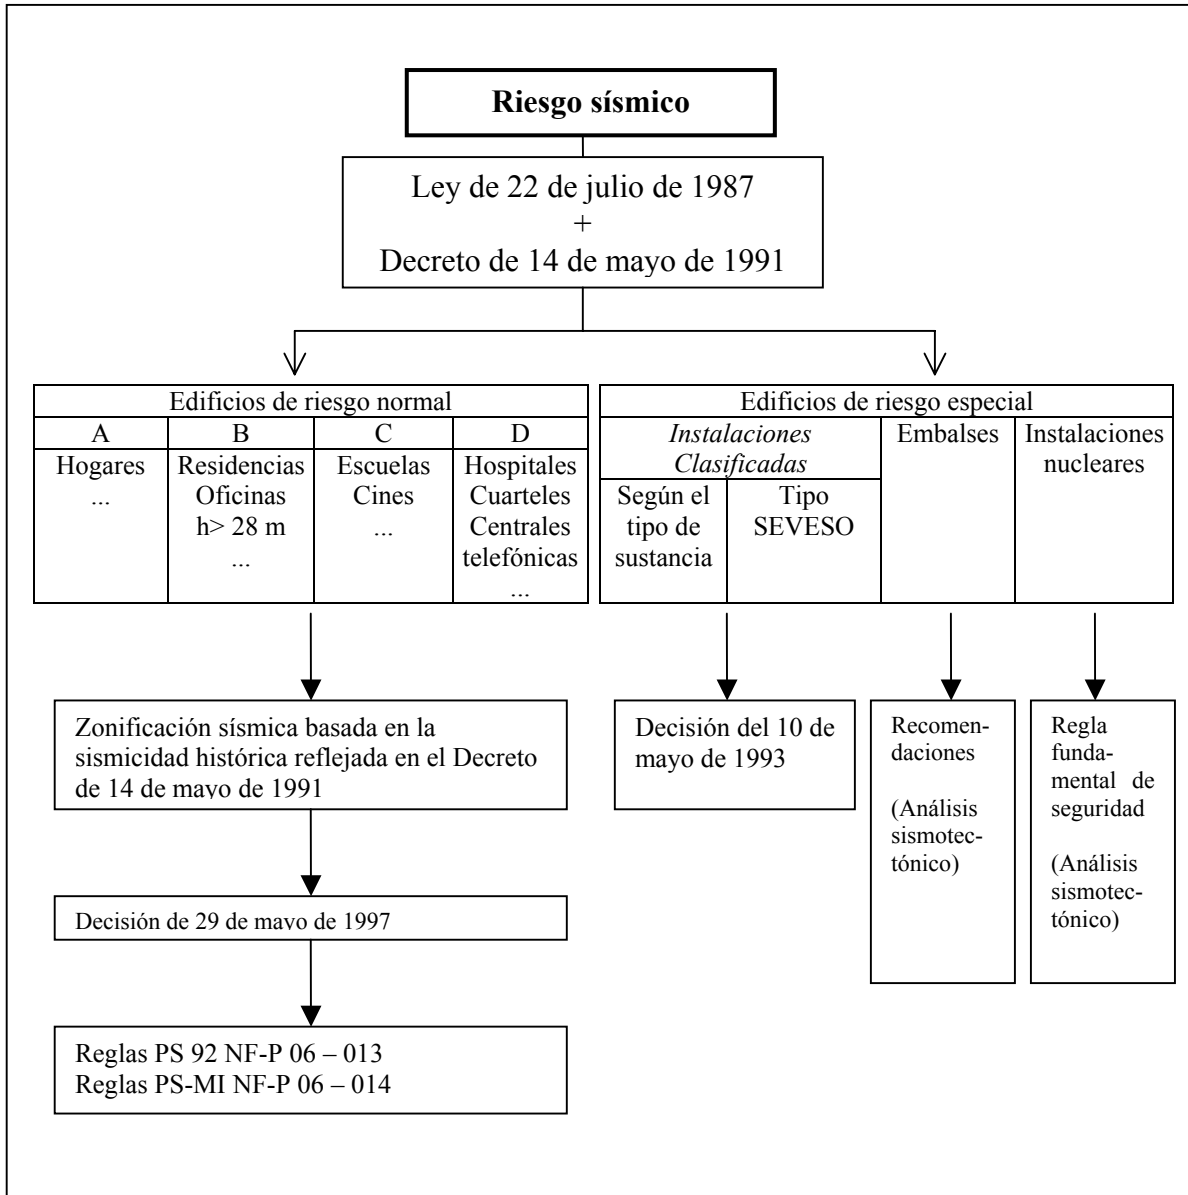 Riesgo sísmico
Ley de 22 de julio de 1987
+
Decreto de 14 de mayo de 1991
Edificios de riesgo normal
A
B
C
D
Hogares
...
Residencias
Oficinas
h> 28 m
...
Escuelas
Cines
...
Hospitales
Cuarteles
Centrales
telefónicas
...
Edificios de riesgo especial
Instalaciones
Clasificadas
Embalses
Instalaciones
nucleares
Según el
tipo de
sustancia
Tipo
SEVESO
Zonificación sísmica basada en la
sismicidad histórica reflejada en el Decreto
de 14 de mayo de 1991
Decisión de 29 de mayo de 1997
Reglas PS 92 NF-P 06 – 013
Reglas PS-MI NF-P 06 – 014
Decisión del 10 de
mayo de 1993
Recomen-
daciones
(Análisis
sismotec-
tónico)
Regla
funda-
mental de
seguridad
(Análisis
sismotec-
tónico)